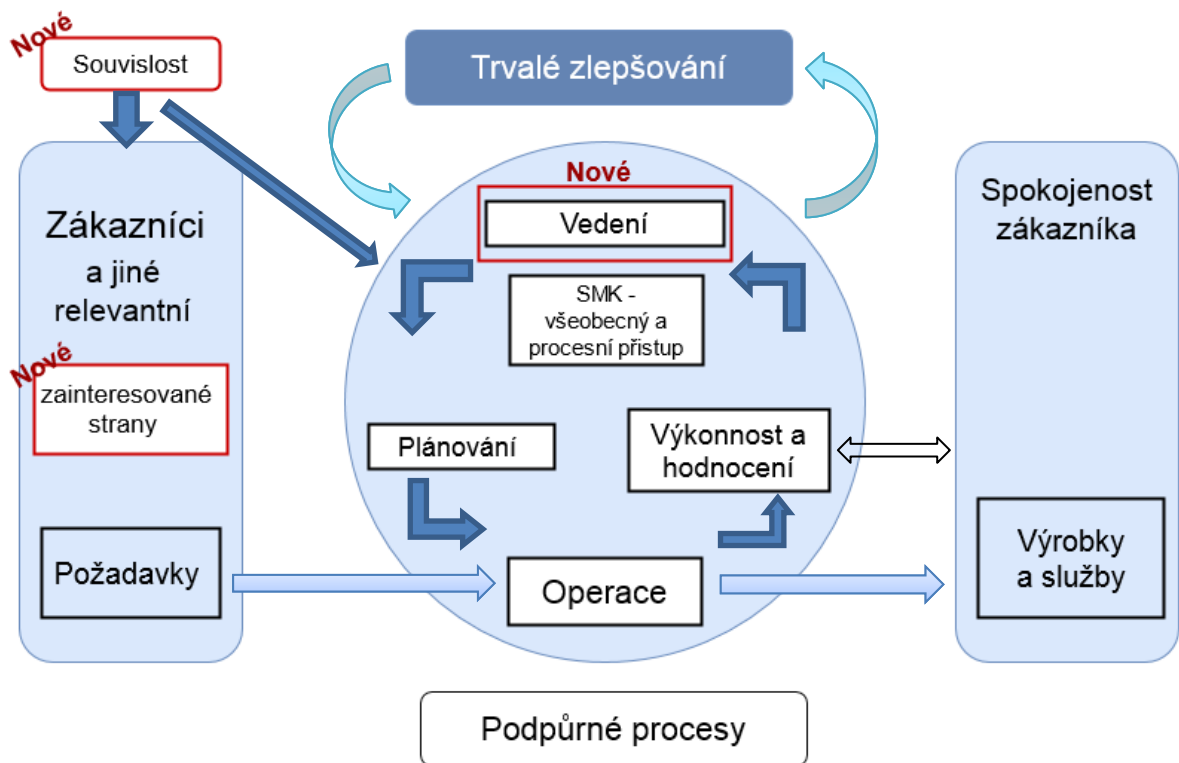 Nové
Souvislost
Trvalé zlepšování
Zákazníci
a jiné
relevantní
Nové
zainteresované
strany
Požadavky
Nové
Vedení
SMK -
všeobecný a
procesní přístup
Plánování
Výkonnost a
hodnocení
Operace
Spokojenost
zákazníka
Výrobky
a služby
Podpůrné procesy